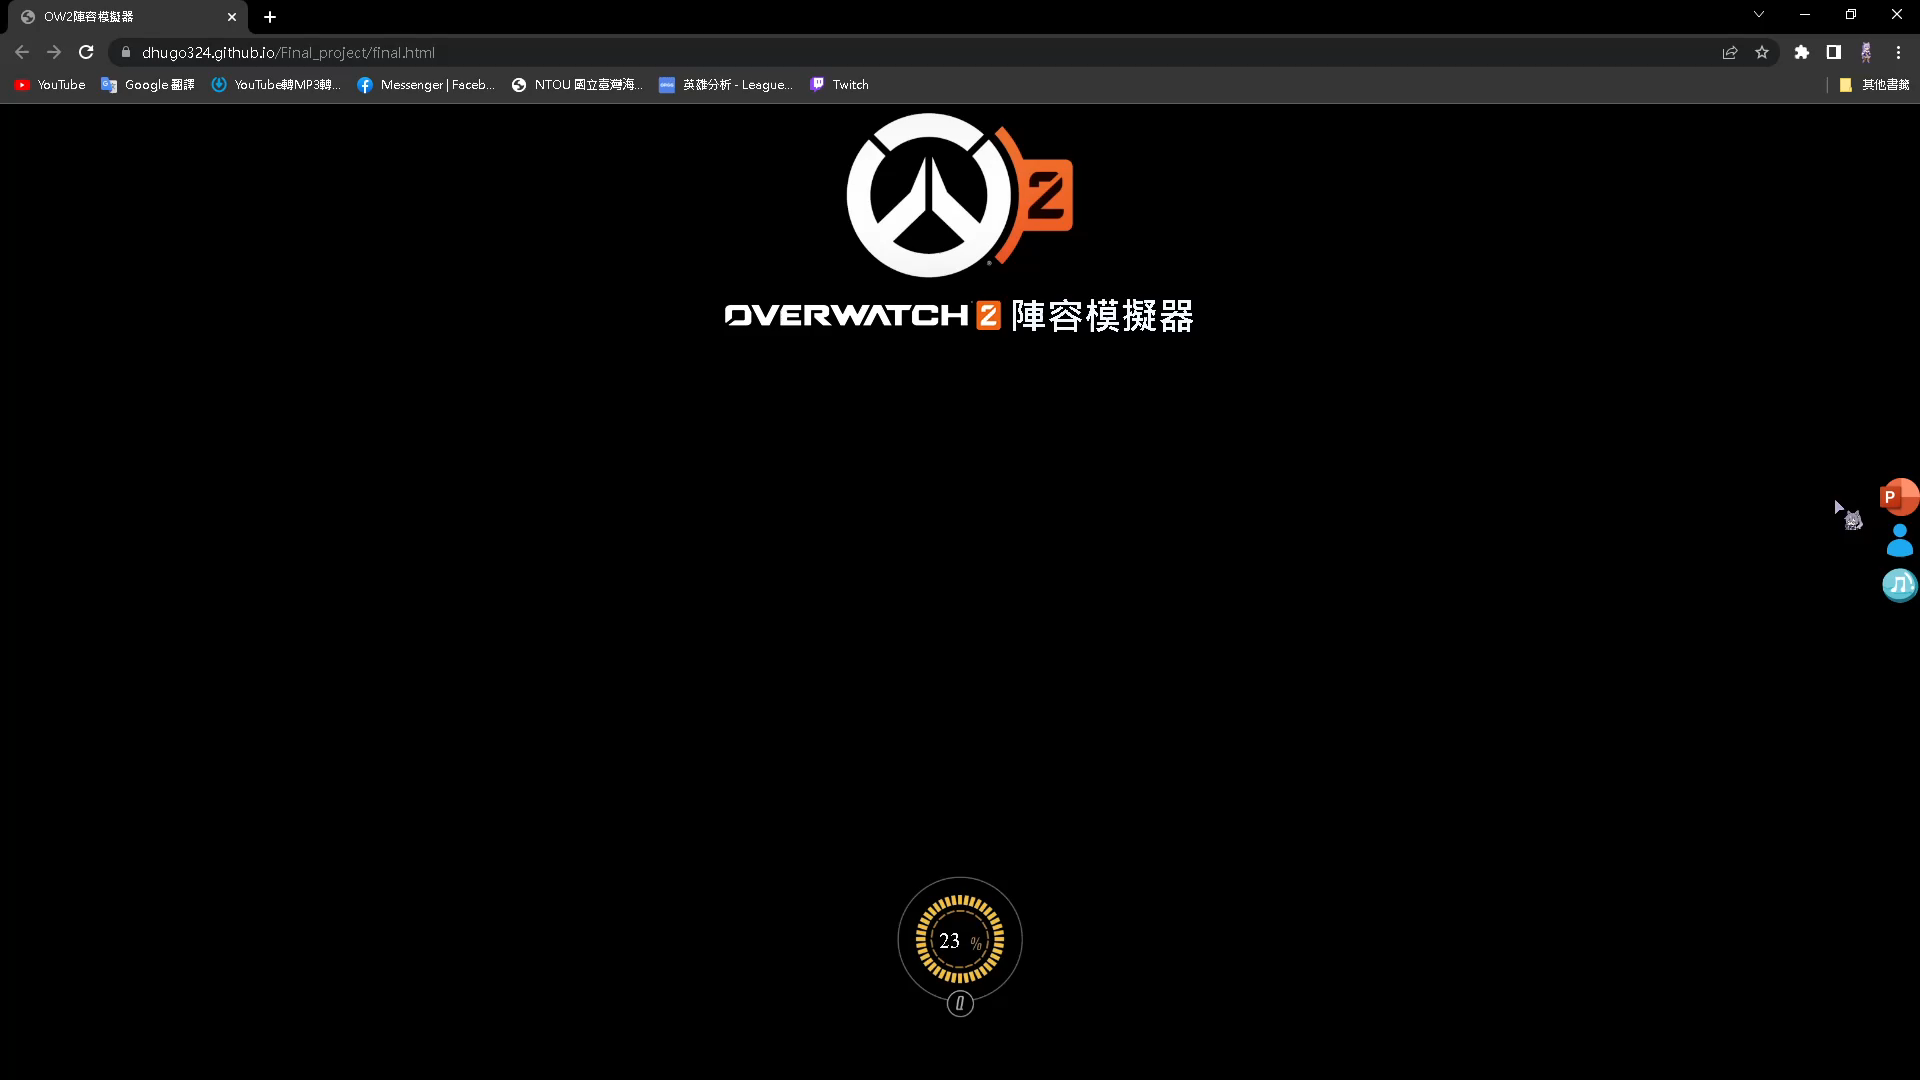 OW2陣容模擬器
dhugo324.github.io/Final_project/final.html
YouTube
Google 翻譯
YouTube轉MP3轉...
Messenger | Faceb...
NTOU 國立臺灣海...
英雄分析 - League...
Twitch
其他書籤
2
OVERWATCH 2 陣容模擬器
P
23 %
Q